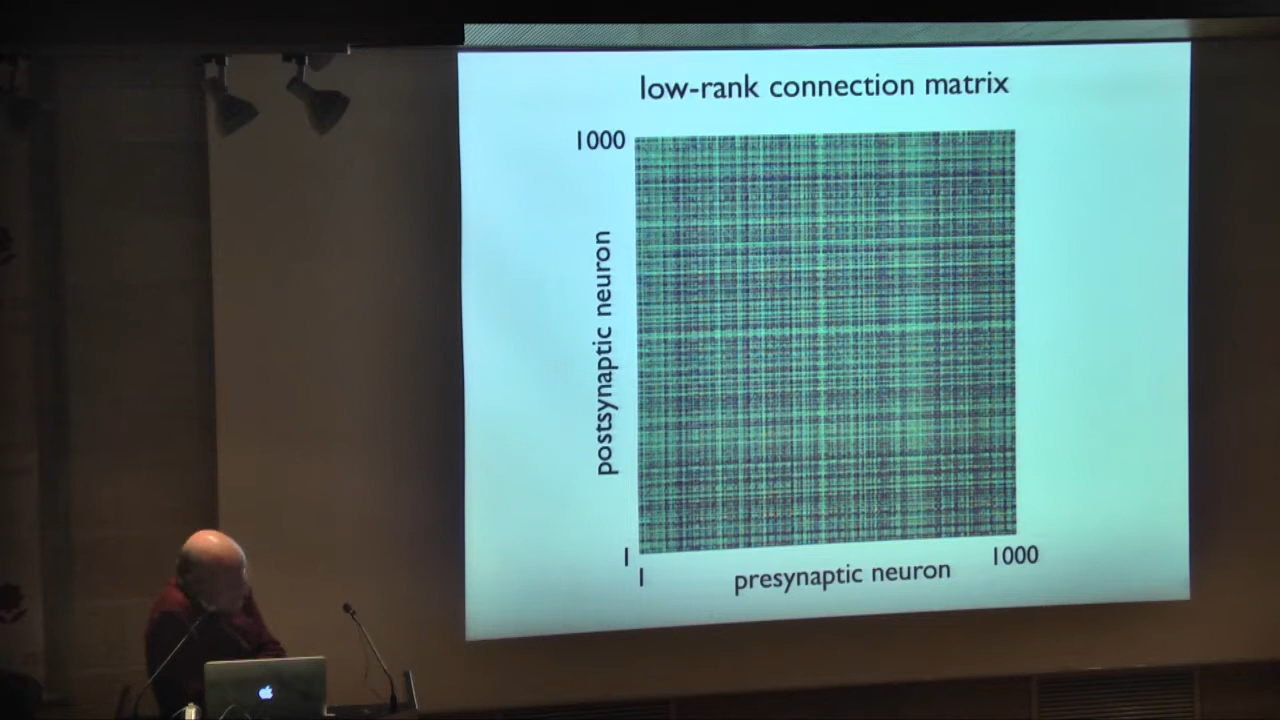 low-rank connection matrix
1000
postsynaptic neuron
1
1
presynaptic neuron
1000